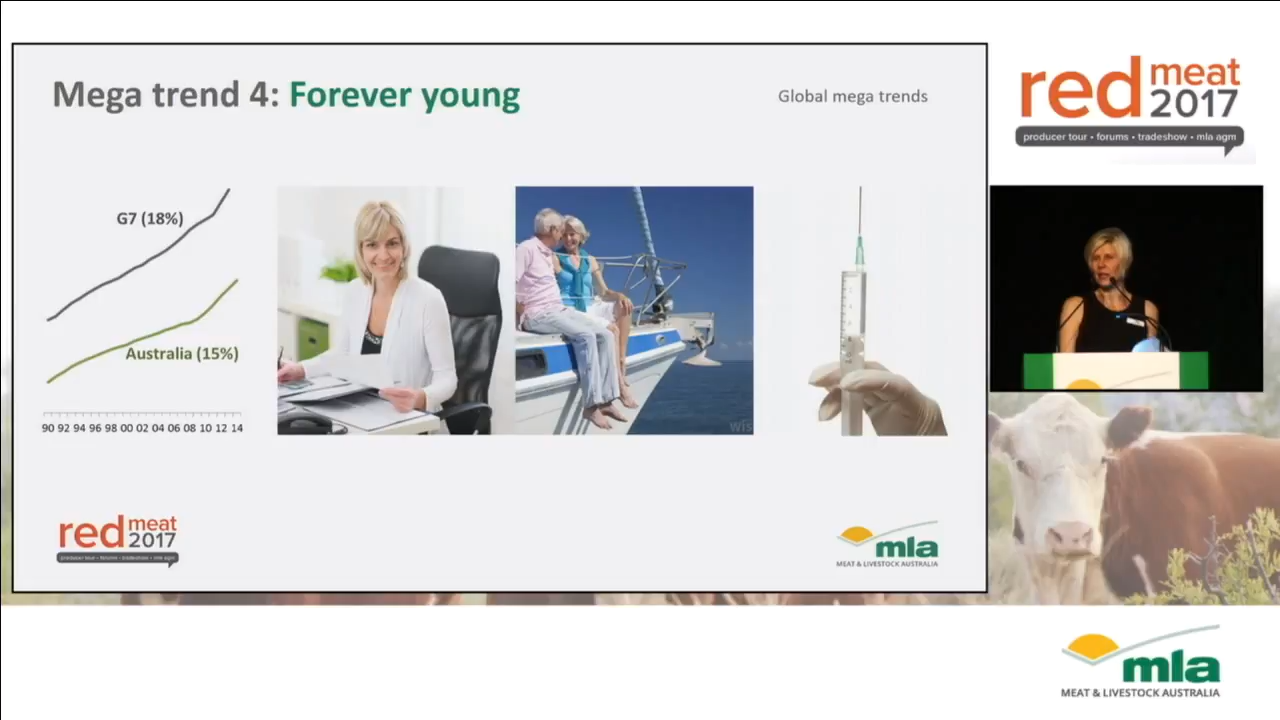 Mega trend 4: Forever young
Global mega trends
G7 (18%)
Australia (15%)
90 92 94 96 98 00 02 04 06 08 10 12 14
Wis
red meat 2017
producer tour • forums • tradeshow • mla agm
mla
MEAT & LIVESTOCK AUSTRALIA
red meat 2017
producer tour • forums • tradeshow • mla agm
mla
MEAT & LIVESTOCK AUSTRALIA